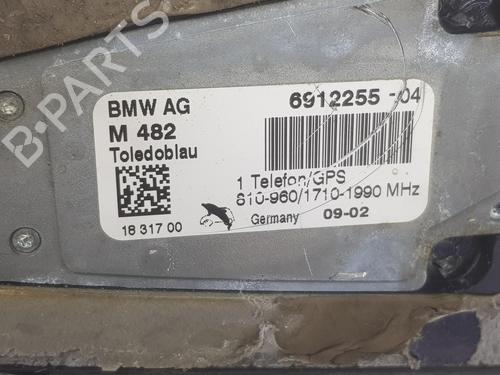 BMW AG
6912255 -04
M 482
Toledoblau
1 Telefon/GPS
810-960/1710-1990 MHz
18 317 00
Germany
09-02
B-PARTS